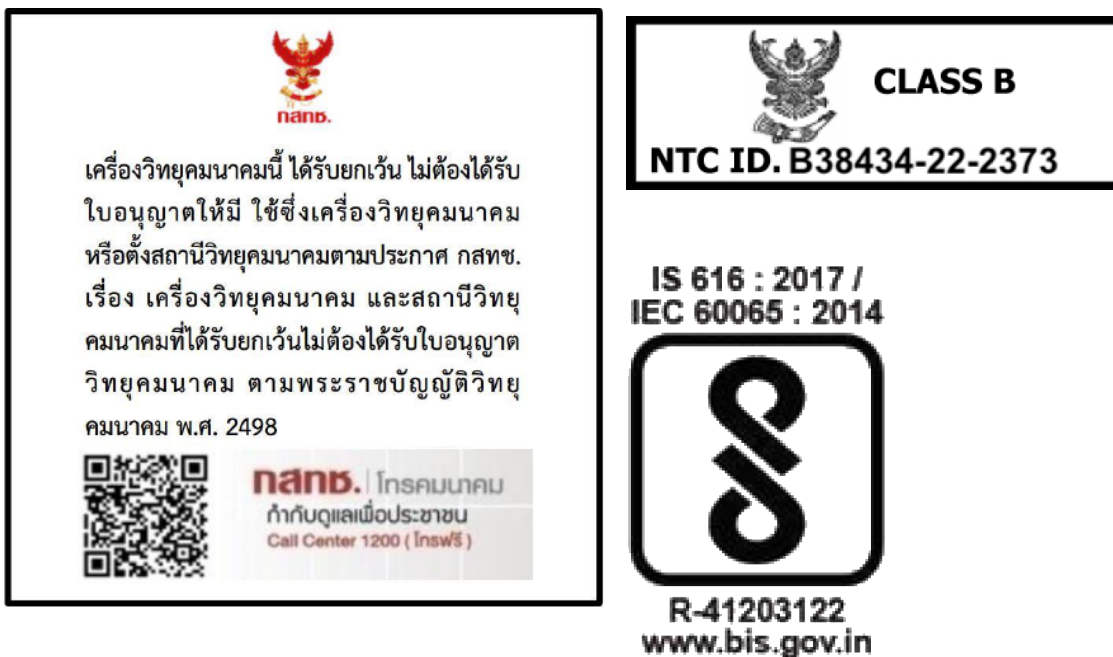 กสทช.
เครื่องวิทยุคมนาคมนี้ ได้รับยกเว้น ไม่ต้องได้รับ
ใบอนุญาตให้มี ใช้ซึ่งเครื่องวิทยุคมนาคม
หรือตั้งสถานีวิทยุคมนาคมตามประกาศ กสทช.
เรื่อง เครื่องวิทยุคมนาคม และสถานีวิทยุ
คมนาคมที่ได้รับยกเว้นไม่ต้องได้รับใบอนุญาต
วิทยุคมนาคม ตามพระราชบัญญัติวิทยุ
คมนาคม พ.ศ. 2498
กสทช. | โทรคมนาคม
กำกับดูแลเพื่อประชาชน
Call Center 1200 ( โทรฟรี )
CLASS B
NTC ID. B38434-22-2373
IS 616 : 2017 /
IEC 60065 : 2014
R-41203122
www.bis.gov.in